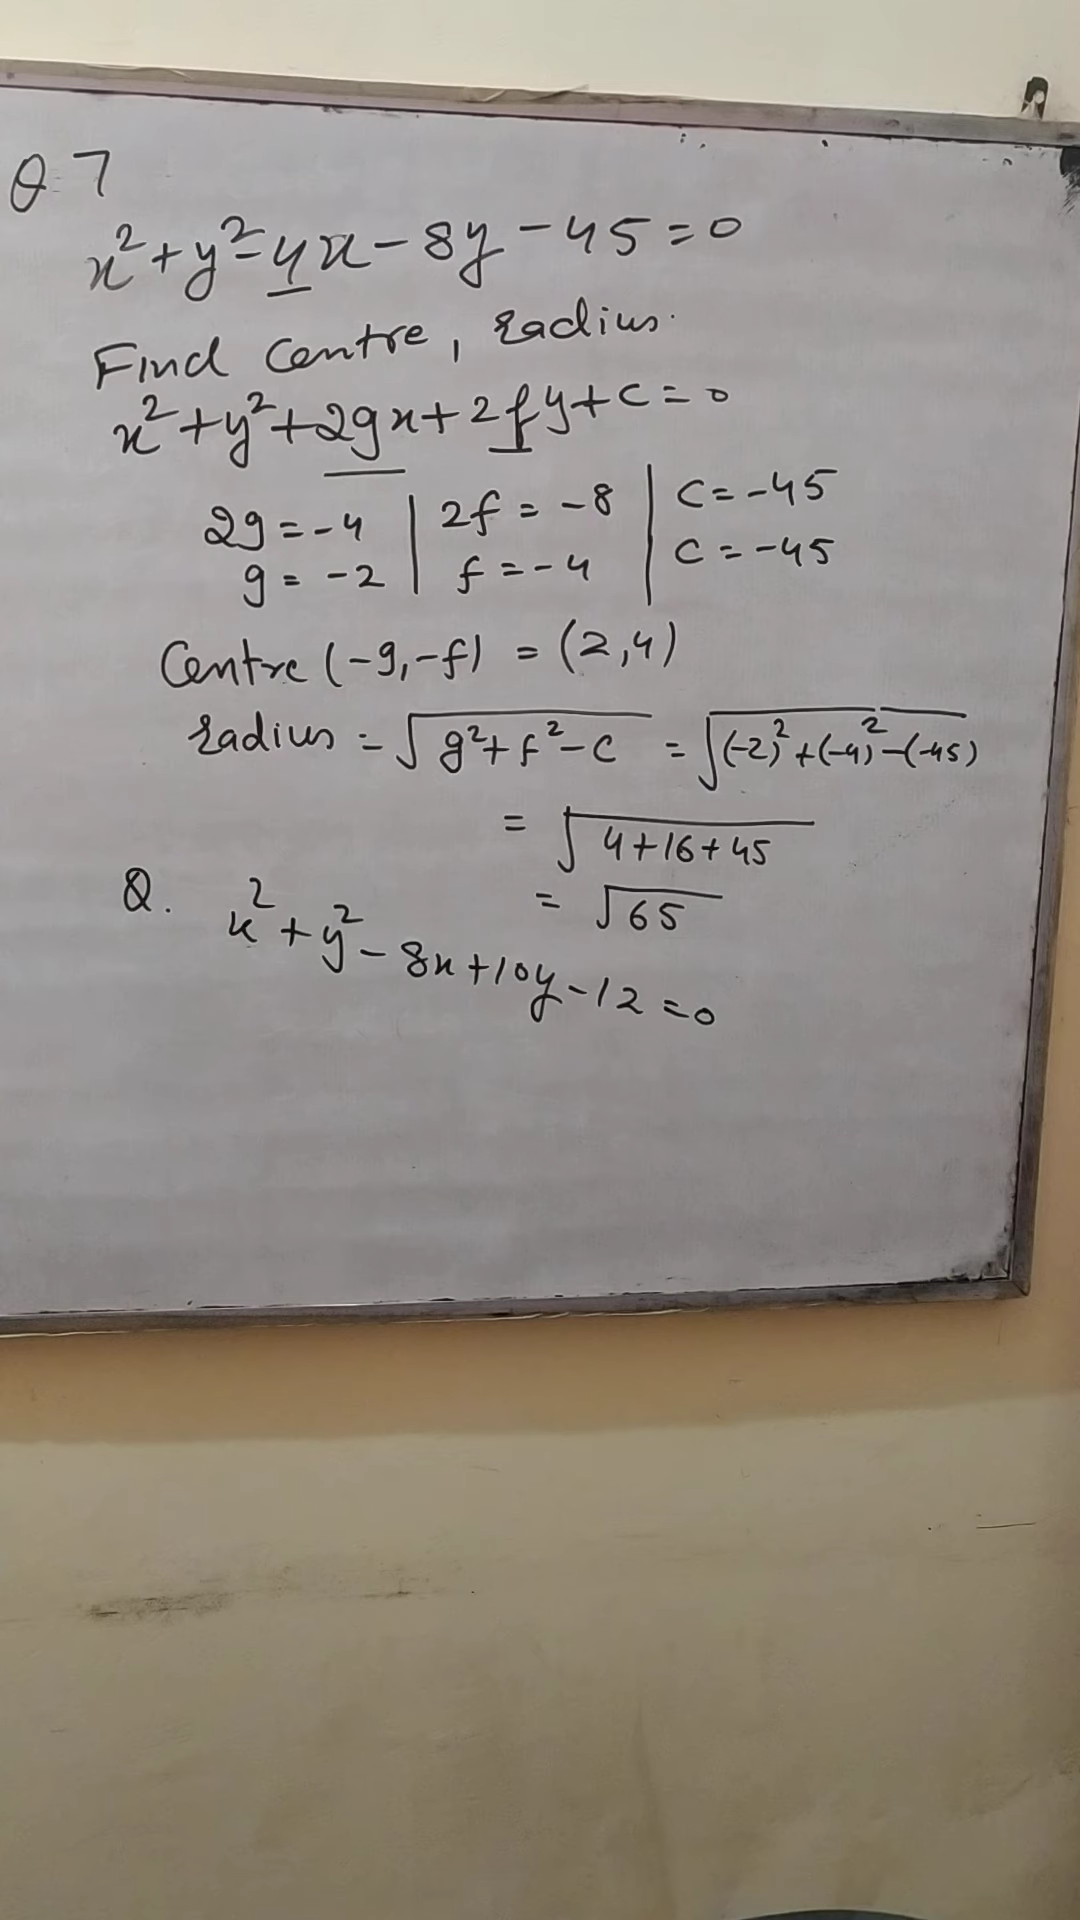 Q 7
x²+y²-4x-8y-45=0
Find Centre, radius.
x²+y²+2gx+2fy+c=0
2g=-4 | 2f=-8 | c=-45
g=-2 | f=-4 | c=-45
Centre (-g,-f) = (2,4)
radius = √g²+f²-c = √(-2)²+(-4)²-(-45)
= √4+16+45
= √65
Q. x²+y²-8x+10y-12=0